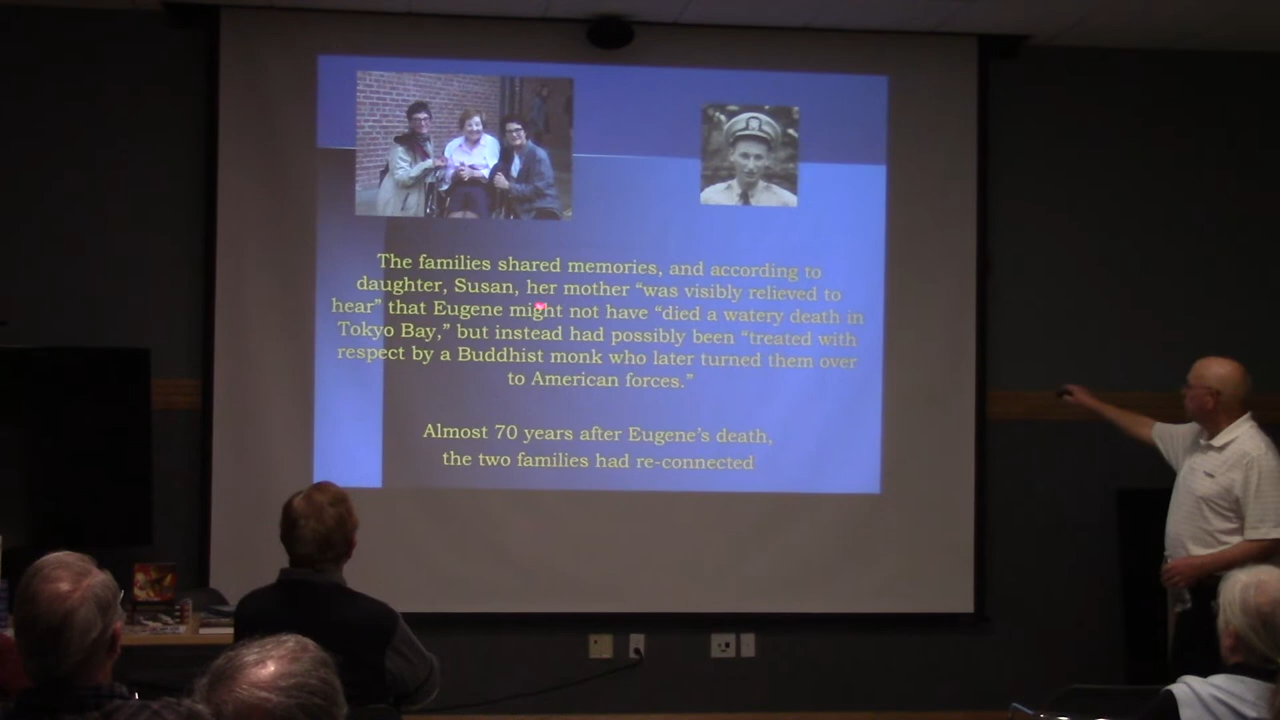 The families shared memories, and according to
daughter, Susan, her mother “was visibly relieved to
hear” that Eugene might not have “died a watery death in
Tokyo Bay,” but instead had possibly been “treated with
respect by a Buddhist monk who later turned them over
to American forces.”
Almost 70 years after Eugene’s death,
the two families had re-connected